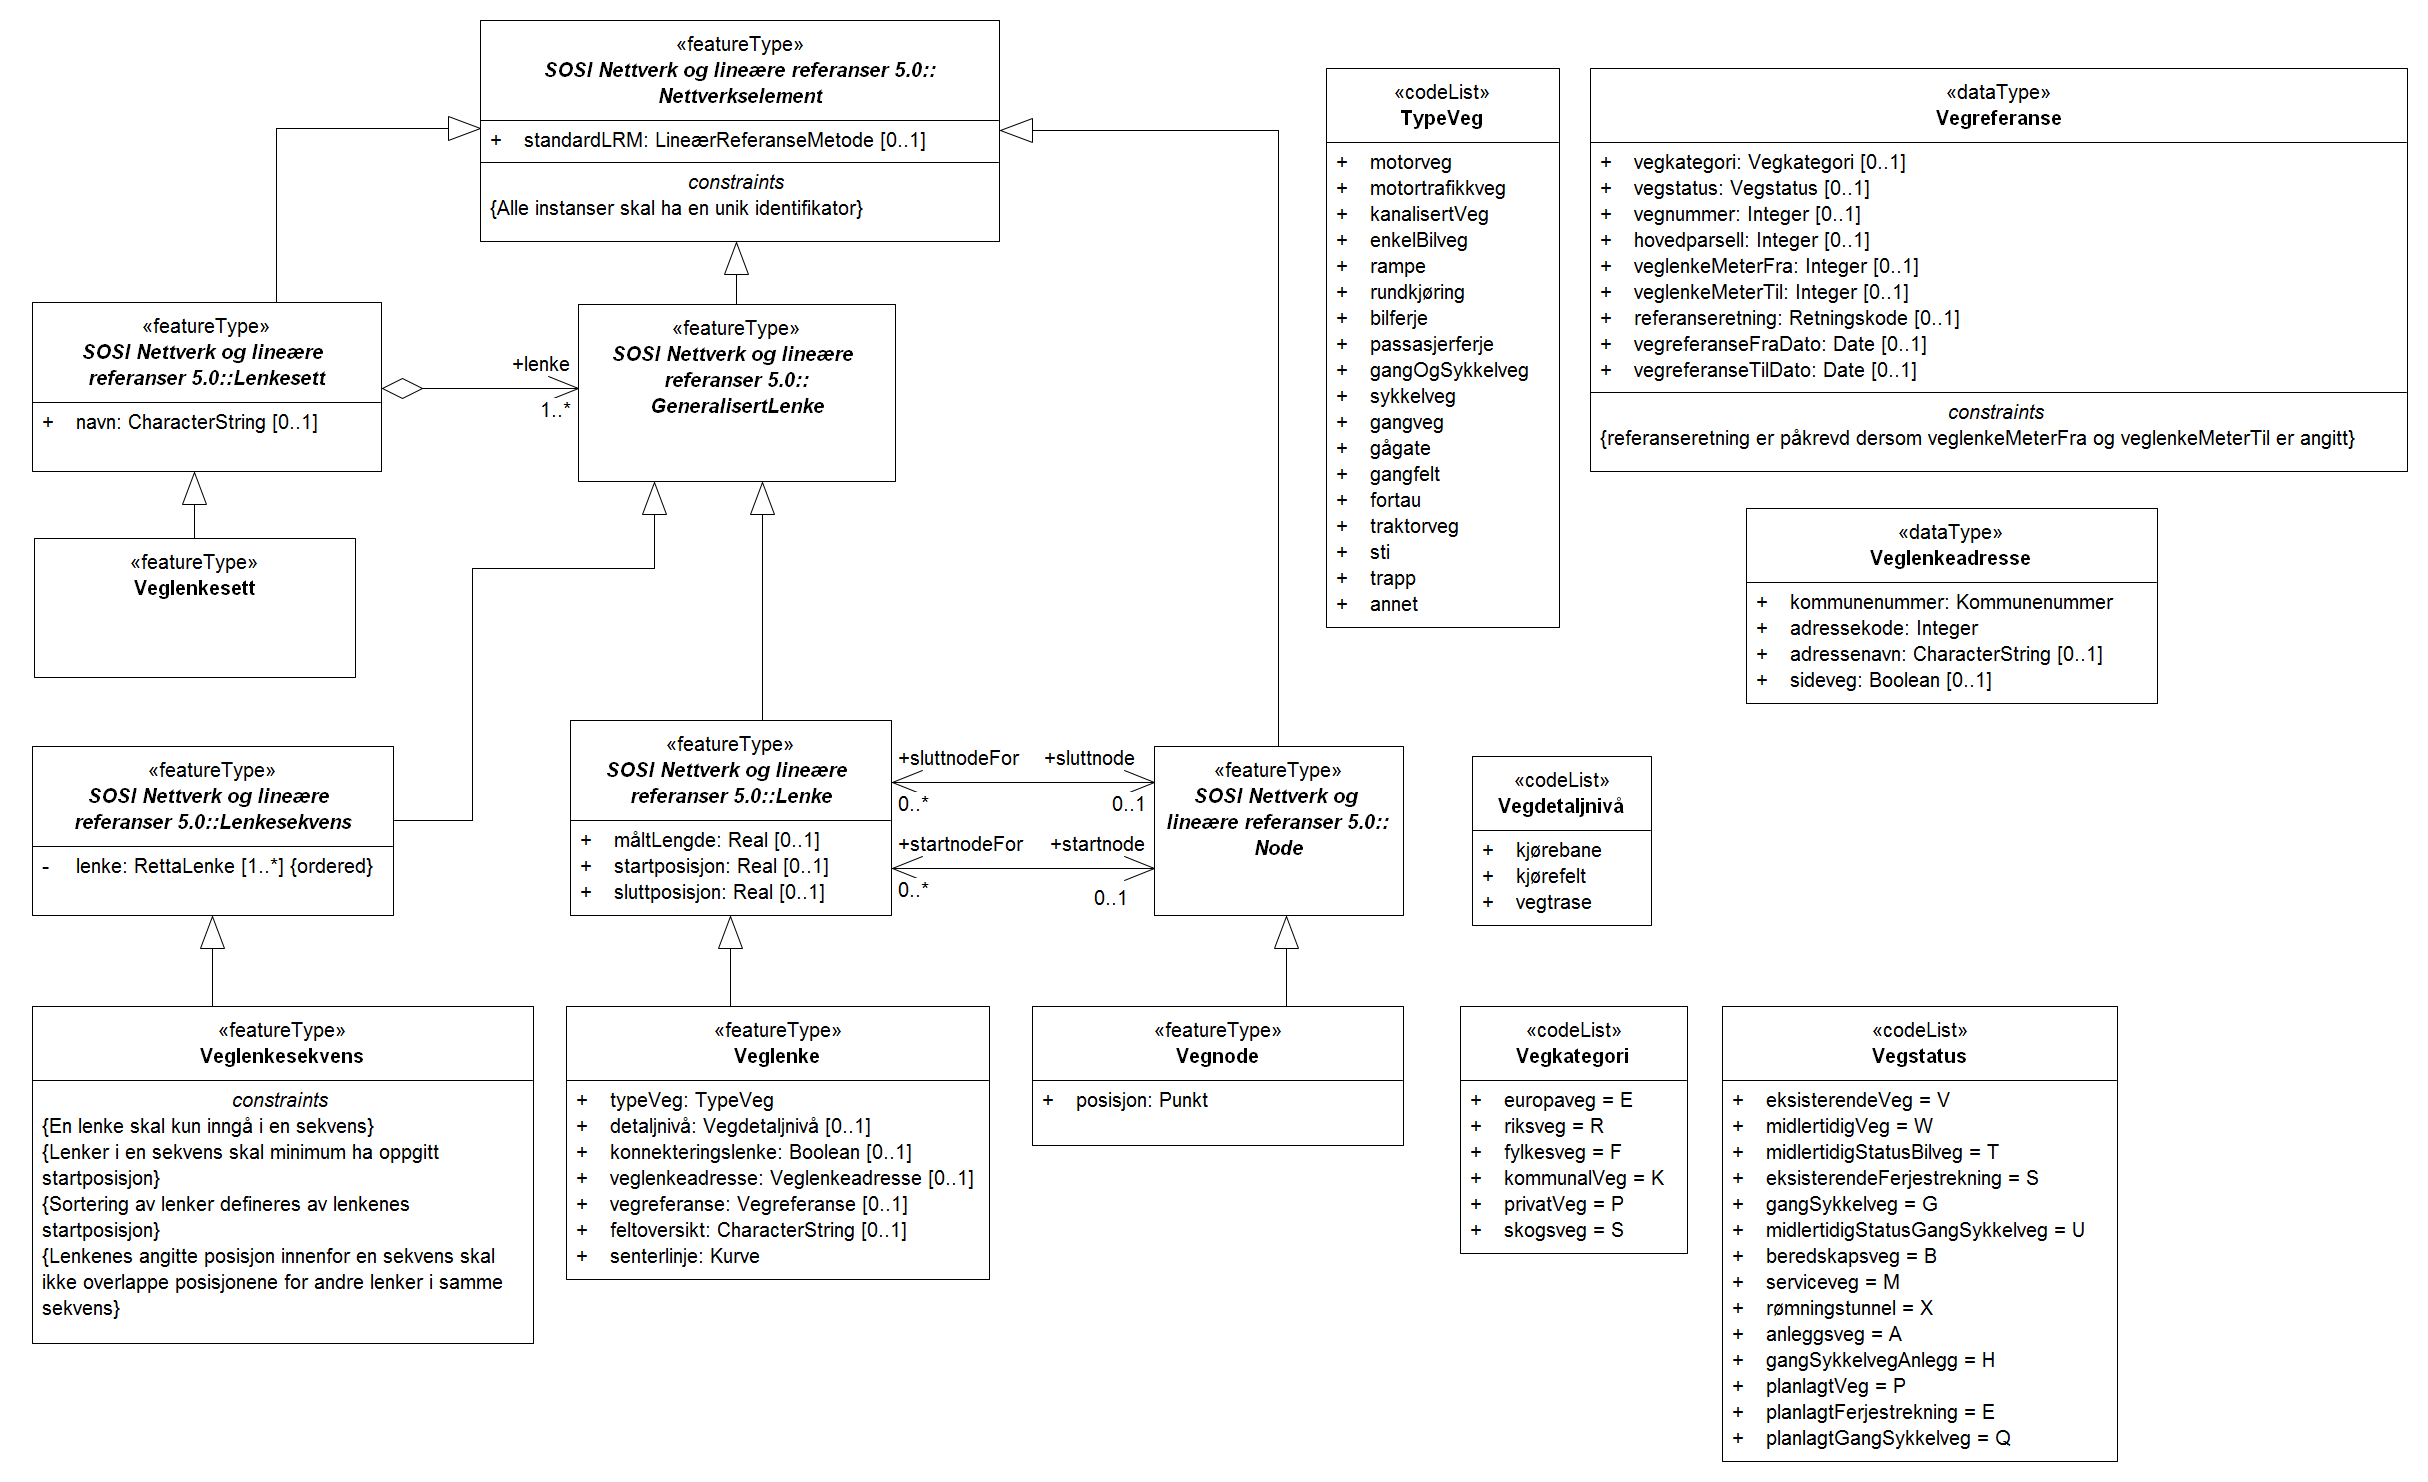 «featureType»
SOSI Nettverk og lineære referanser 5.0::
Nettverkselement
+ standardLRM: LineærReferanseMetode [0..1]
constraints
{Alle instanser skal ha en unik identifikator}
«featureType»
SOSI Nettverk og lineære
referanser 5.0::Lenkesett
+ navn: CharacterString [0..1]
+lenke
1..*
«featureType»
SOSI Nettverk og lineære
referanser 5.0::
GeneralisertLenke
«featureType»
Veglenkesett
«featureType»
SOSI Nettverk og lineære
referanser 5.0::Lenkesekvens
- lenke: RettaLenke [1..*] {ordered}
«featureType»
SOSI Nettverk og lineære
referanser 5.0::Lenke
+ måltLengde: Real [0..1]
+ startposisjon: Real [0..1]
+ sluttposisjon: Real [0..1]
+sluttnodeFor +sluttnode
0..* 0..1
+startnodeFor +startnode
0..* 0..1
«featureType»
SOSI Nettverk og
lineære referanser 5.0::
Node
«featureType»
Veglenkesekvens
constraints
{En lenke skal kun inngå i en sekvens}
{Lenker i en sekvens skal minimum ha oppgitt
startposisjon}
{Sortering av lenker defineres av lenkenes
startposisjon}
{Lenkenes angitte posisjon innenfor en sekvens skal
ikke overlappe posisjonene for andre lenker i samme
sekvens}
«featureType»
Veglenke
+ typeVeg: TypeVeg
+ detaljnivå: Vegdetaljnivå [0..1]
+ konnekteringslenke: Boolean [0..1]
+ veglenkeadresse: Veglenkeadresse [0..1]
+ vegreferanse: Vegreferanse [0..1]
+ feltoversikt: CharacterString [0..1]
+ senterlinje: Kurve
«featureType»
Vegnode
+ posisjon: Punkt
«codeList»
TypeVeg
+ motorveg
+ motortrafikkveg
+ kanalisertVeg
+ enkelBilveg
+ rampe
+ rundkjøring
+ bilferje
+ passasjerferje
+ gangOgSykkelveg
+ sykkelveg
+ gangveg
+ gågate
+ gangfelt
+ fortau
+ traktorveg
+ sti
+ trapp
+ annet
«dataType»
Vegreferanse
+ vegkategori: Vegkategori [0..1]
+ vegstatus: Vegstatus [0..1]
+ vegnummer: Integer [0..1]
+ hovedparsell: Integer [0..1]
+ veglenkeMeterFra: Integer [0..1]
+ veglenkeMeterTil: Integer [0..1]
+ referanseretning: Retningskode [0..1]
+ vegreferanseFraDato: Date [0..1]
+ vegreferanseTilDato: Date [0..1]
constraints
{referanseretning er påkrevd dersom veglenkeMeterFra og veglenkeMeterTil er angitt}
«dataType»
Veglenkeadresse
+ kommunenummer: Kommunenummer
+ adressekode: Integer
+ adressenavn: CharacterString [0..1]
+ sideveg: Boolean [0..1]
«codeList»
Vegdetaljnivå
+ kjørebane
+ kjørefelt
+ vegtrase
«codeList»
Vegkategori
+ europaveg = E
+ riksveg = R
+ fylkesveg = F
+ kommunalVeg = K
+ privatVeg = P
+ skogsveg = S
«codeList»
Vegstatus
+ eksisterendeVeg = V
+ midlertidigVeg = W
+ midlertidigStatusBilveg = T
+ eksisterendeFerjestrekning = S
+ gangSykkelveg = G
+ midlertidigStatusGangSykkelveg = U
+ beredskapsveg = B
+ serviceveg = M
+ rømningstunnel = X
+ anleggsveg = A
+ gangSykkelvegAnlegg = H
+ planlagtVeg = P
+ planlagtFerjestrekning = E
+ planlagtGangSykkelveg = Q